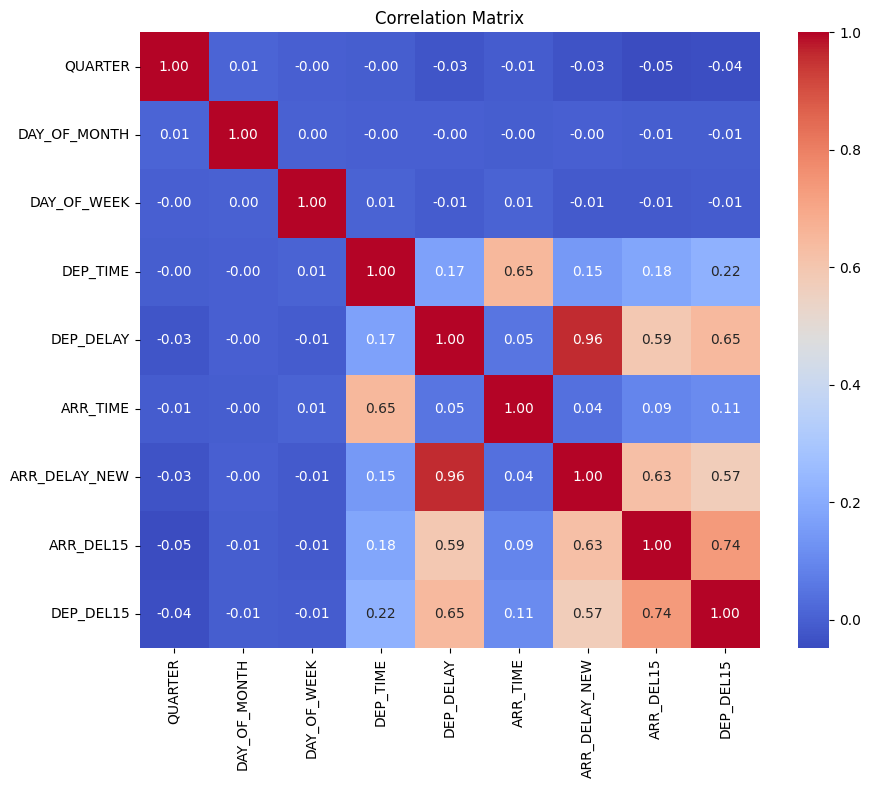 Correlation Matrix
QUARTER 1.00 0.01 -0.00 -0.00 -0.03 -0.01 -0.03 -0.05 -0.04
DAY_OF_MONTH 0.01 1.00 0.00 -0.00 -0.00 -0.00 -0.00 -0.01 -0.01
DAY_OF_WEEK -0.00 0.00 1.00 0.01 -0.01 0.01 -0.01 -0.01 -0.01
DEP_TIME -0.00 -0.00 0.01 1.00 0.17 0.65 0.15 0.18 0.22
DEP_DELAY -0.03 -0.00 -0.01 0.17 1.00 0.05 0.96 0.59 0.65
ARR_TIME -0.01 -0.00 0.01 0.65 0.05 1.00 0.04 0.09 0.11
ARR_DELAY_NEW -0.03 -0.00 -0.01 0.15 0.96 0.04 1.00 0.63 0.57
ARR_DEL15 -0.05 -0.01 -0.01 0.18 0.59 0.09 0.63 1.00 0.74
DEP_DEL15 -0.04 -0.01 -0.01 0.22 0.65 0.11 0.57 0.74 1.00
QUARTER
DAY_OF_MONTH
DAY_OF_WEEK
DEP_TIME
DEP_DELAY
ARR_TIME
ARR_DELAY_NEW
ARR_DEL15
DEP_DEL15
1.0
0.8
0.6
0.4
0.2
0.0